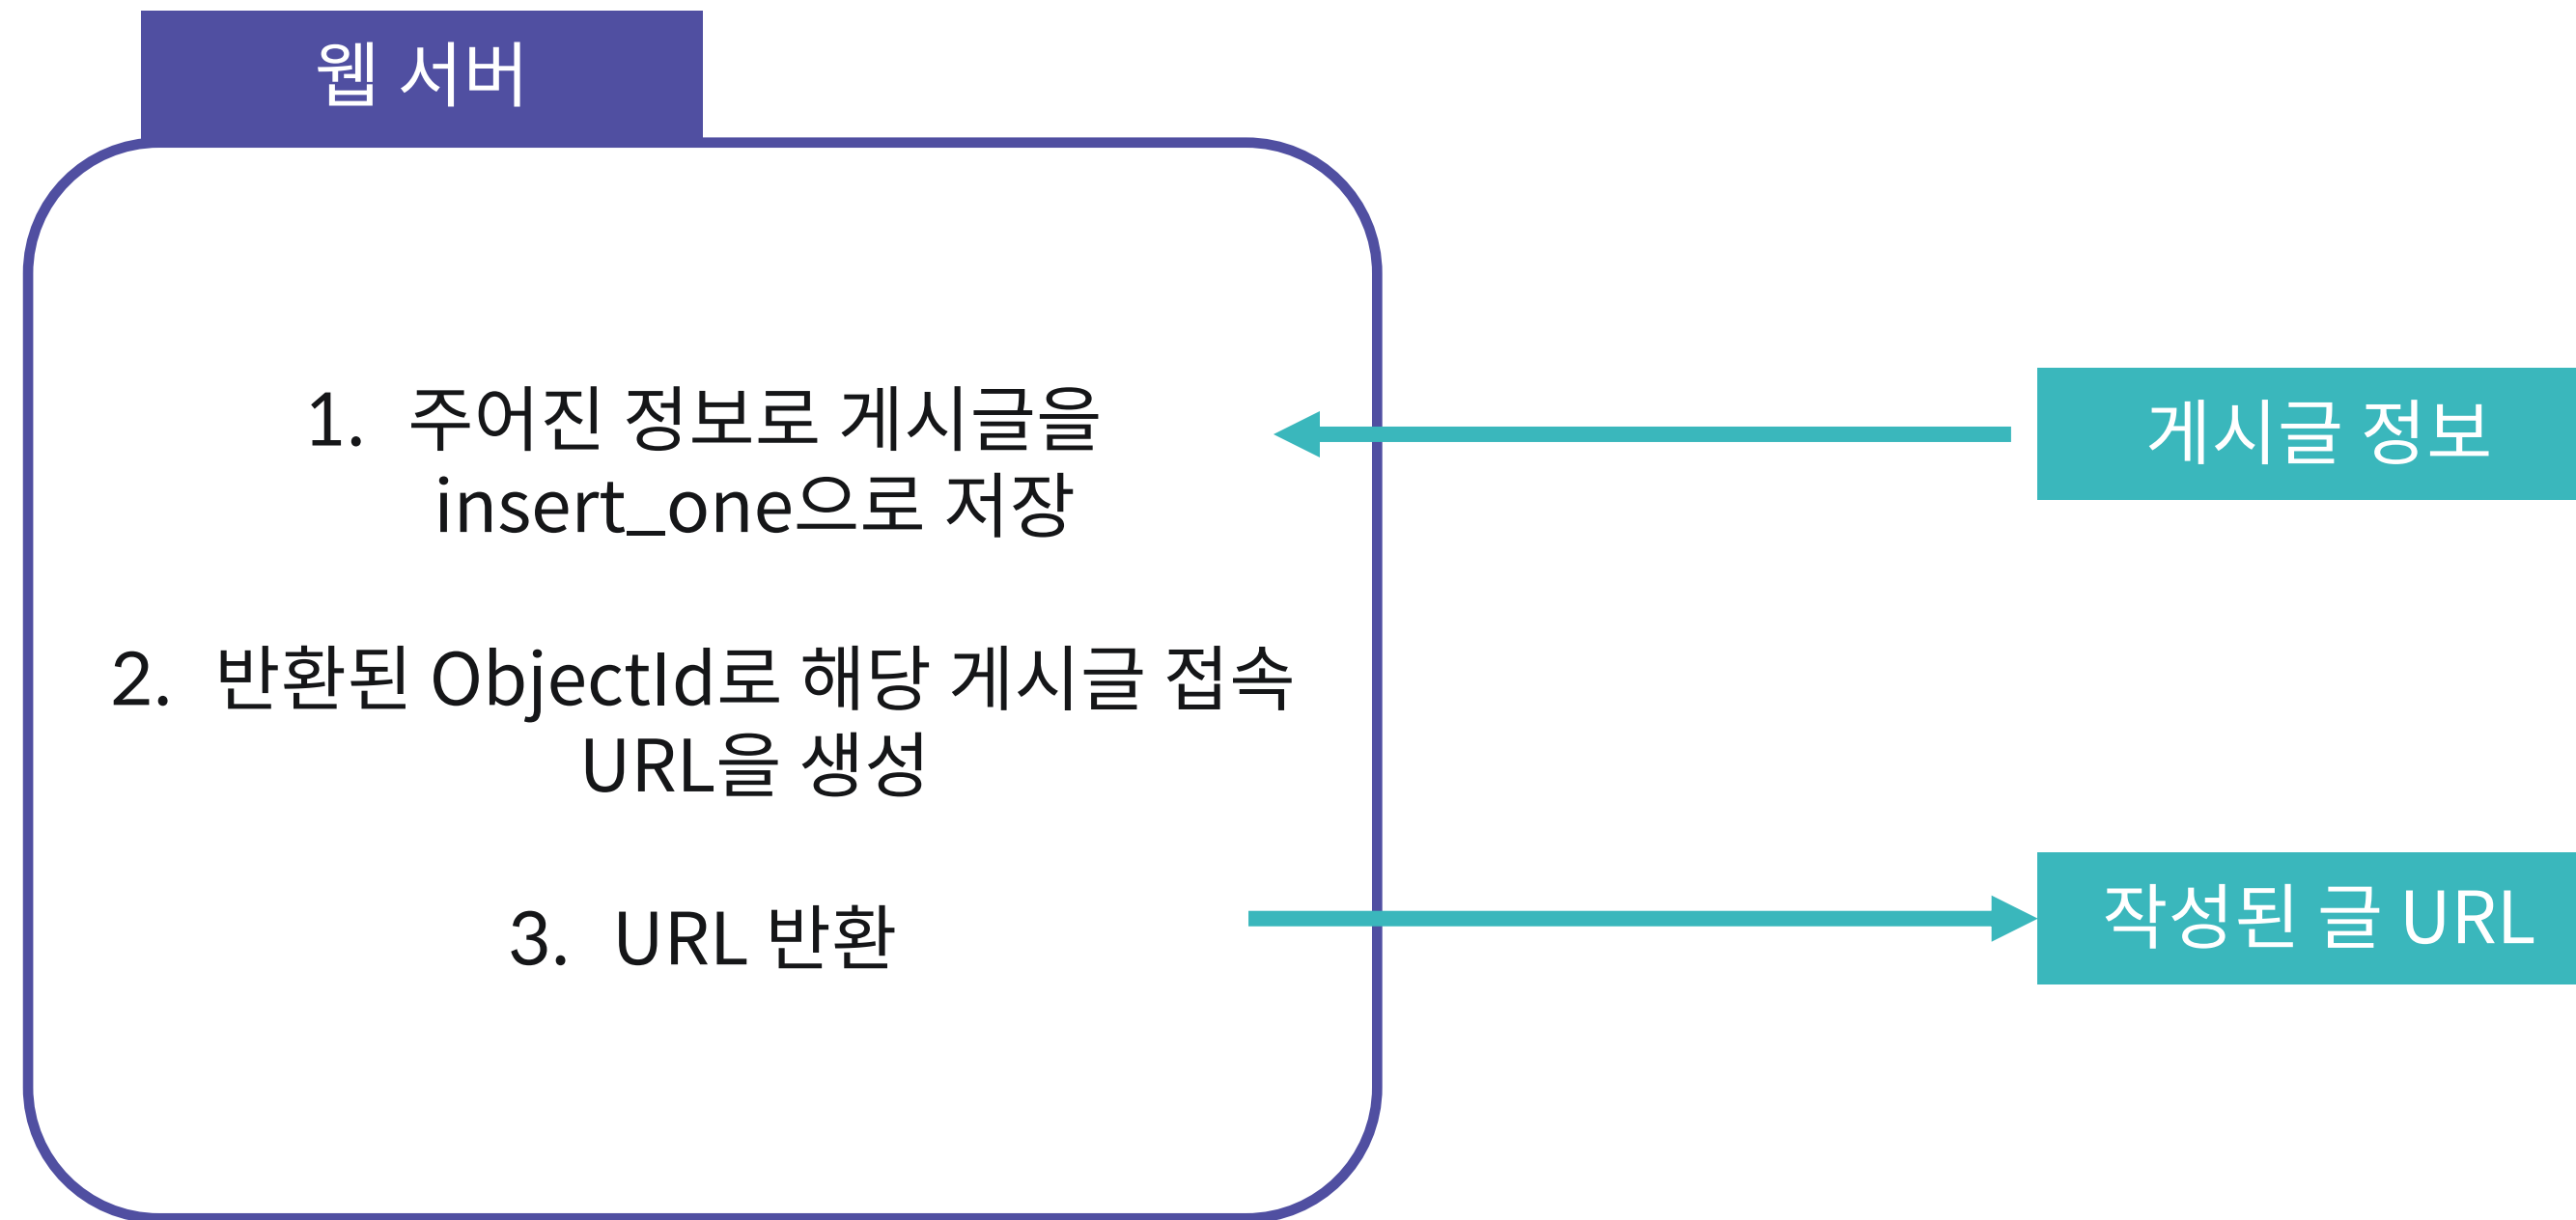 웹 서버
1. 주어진 정보로 게시글을
insert_one으로 저장
게시글 정보
2. 반환된 ObjectId로 해당 게시글 접속
URL을 생성
3. URL 반환
작성된 글 URL